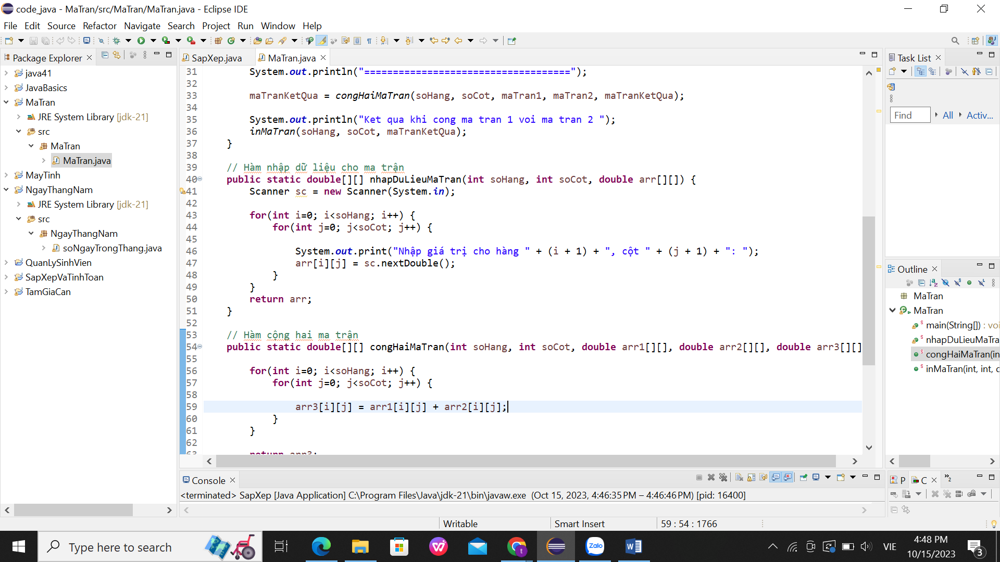 code_java - MaTran/src/MaTran/MaTran.java - Eclipse IDE
File Edit Source Refactor Navigate Search Project Run Window Help
Package Explorer
java41
JavaBasics
MaTran
JRE System Library [jdk-21]
src
MaTran
MaTran.java
MayTinh
NgayThangNam
JRE System Library [jdk-21]
src
NgayThangNam
soNgayTrongThang.java
QuanLySinhVien
SapXepVaTinhToan
TamGiaCan
SapXep.java MaTran.java
31 System.out.println("====================================");
32
33 maTranKetQua = congHaiMaTran(soHang, soCot, maTran1, maTran2, maTranKetQua);
34
35 System.out.println("Ket qua khi cong ma tran 1 voi ma tran 2 ");
36 inMaTran(soHang, soCot, maTranKetQua);
37 }
38
39 // Hàm nhập dữ liệu cho ma trận
40 public static double[][] nhapDuLieuMaTran(int soHang, int soCot, double arr[][]) {
41 Scanner sc = new Scanner(System.in);
42
43 for(int i=0; i<soHang; i++) {
44 for(int j=0; j<soCot; j++) {
45
46 System.out.print("Nhập giá trị cho hàng " + (i + 1) + ", cột " + (j + 1) + ": ");
47 arr[i][j] = sc.nextDouble();
48 }
49 }
50 return arr;
51 }
52
53 // Hàm cộng hai ma trận
54 public static double[][] congHaiMaTran(int soHang, int soCot, double arr1[][], double arr2[][], double arr3[][]
55
56 for(int i=0; i<soHang; i++) {
57 for(int j=0; j<soCot; j++) {
58
59 arr3[i][j] = arr1[i][j] + arr2[i][j];
60 }
61 }
62
63 return arr3;
Task List
Find All Activ...
Outline
MaTran
MaTran
main(String[]) : voi
nhapDuLieuMaTra
congHaiMaTran(in
inMaTran(int, int, d
Console
<terminated> SapXep [Java Application] C:\Program Files\Java\jdk-21\bin\javaw.exe (Oct 15, 2023, 4:46:35 PM – 4:46:46 PM) [pid: 16400]
P C 2
Writable Smart Insert 59 : 54 : 1766
Type here to search
Zalo
VIE
4:48 PM
10/15/2023
3